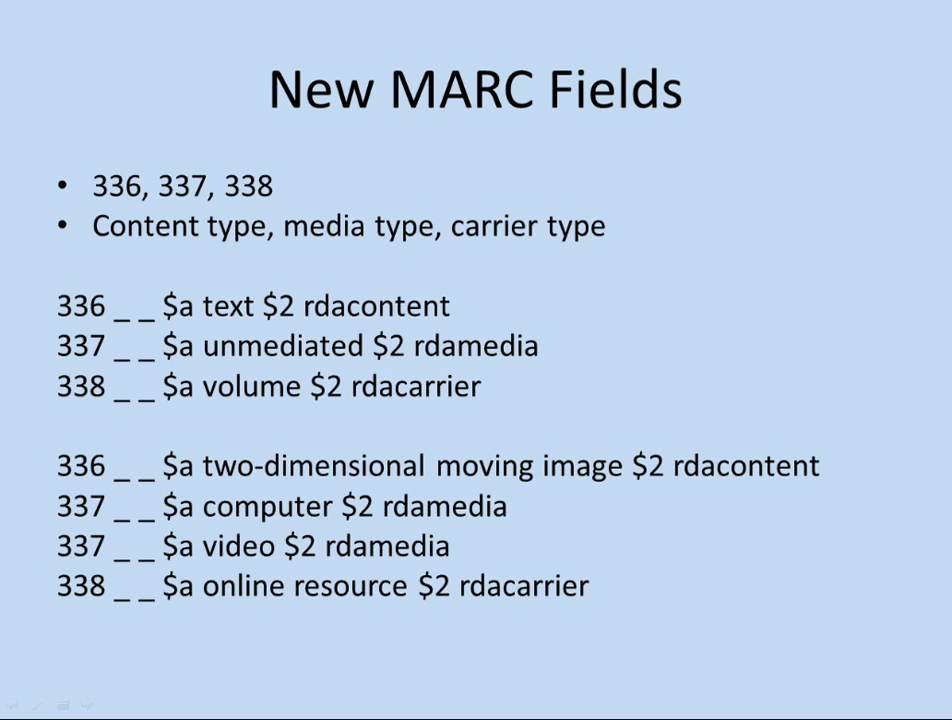 New MARC Fields
• 336, 337, 338
• Content type, media type, carrier type
336 _ _ $a text $2 rdacontent
337 _ _ $a unmediated $2 rdamedia
338 _ _ $a volume $2 rdacarrier
336 _ _ $a two-dimensional moving image $2 rdacontent
337 _ _ $a computer $2 rdamedia
337 _ _ $a video $2 rdamedia
338 _ _ $a online resource $2 rdacarrier